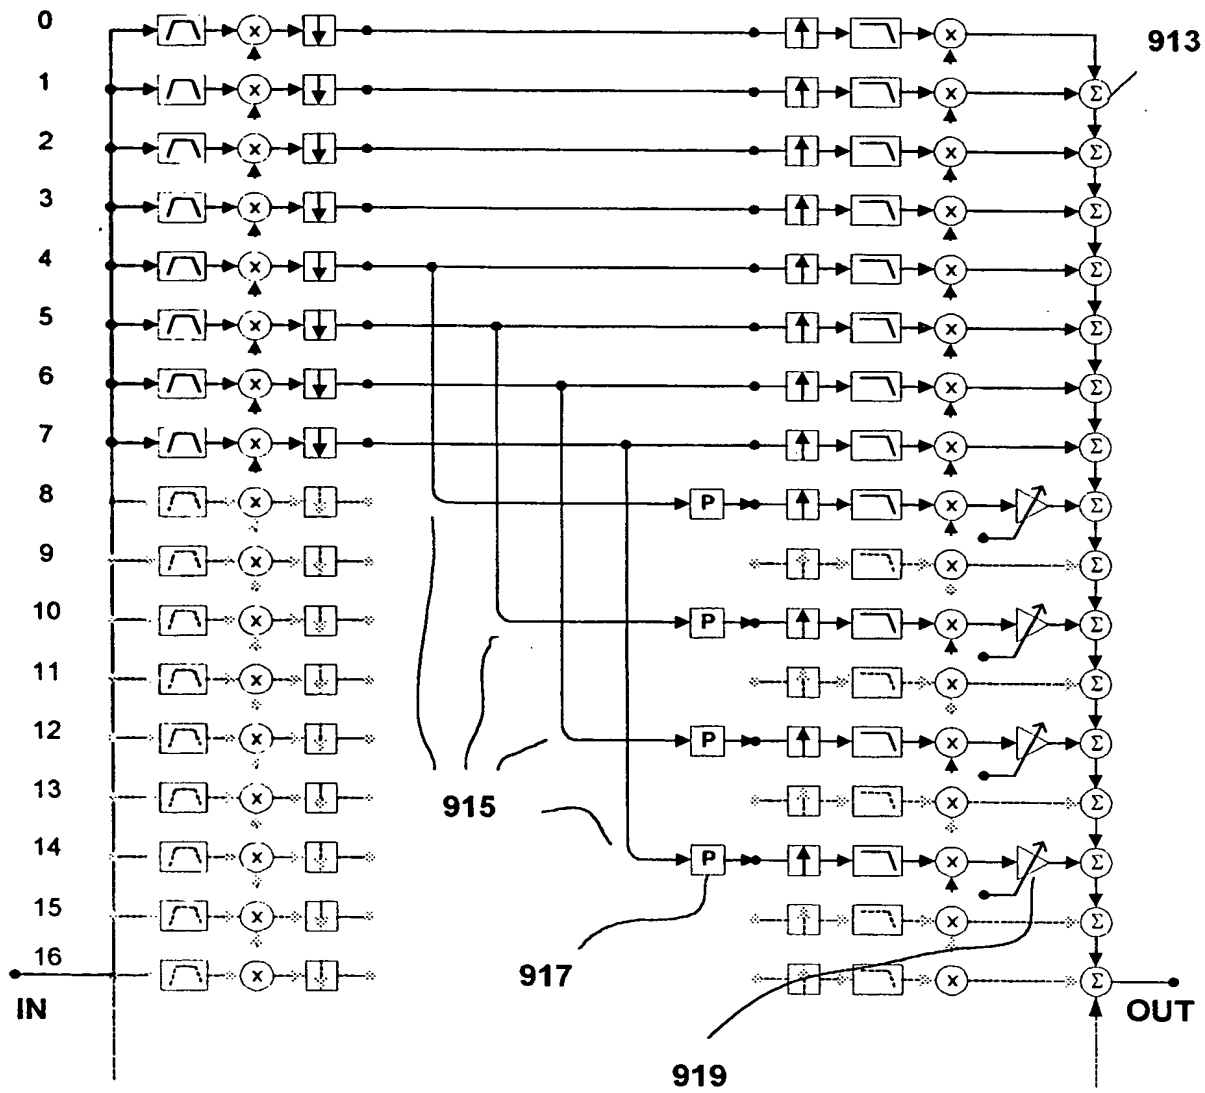 0 x x
913
1 x x Σ
2 x x Σ
3 x x Σ
4 x x Σ
5 x x Σ
6 x x Σ
7 x x Σ
8 x P x Σ
9 x x Σ
10 x P x Σ
11 x x Σ
12 x P x Σ
13 x x Σ
915
14 x P x Σ
15 x x Σ
16 x x Σ
917
IN OUT
919